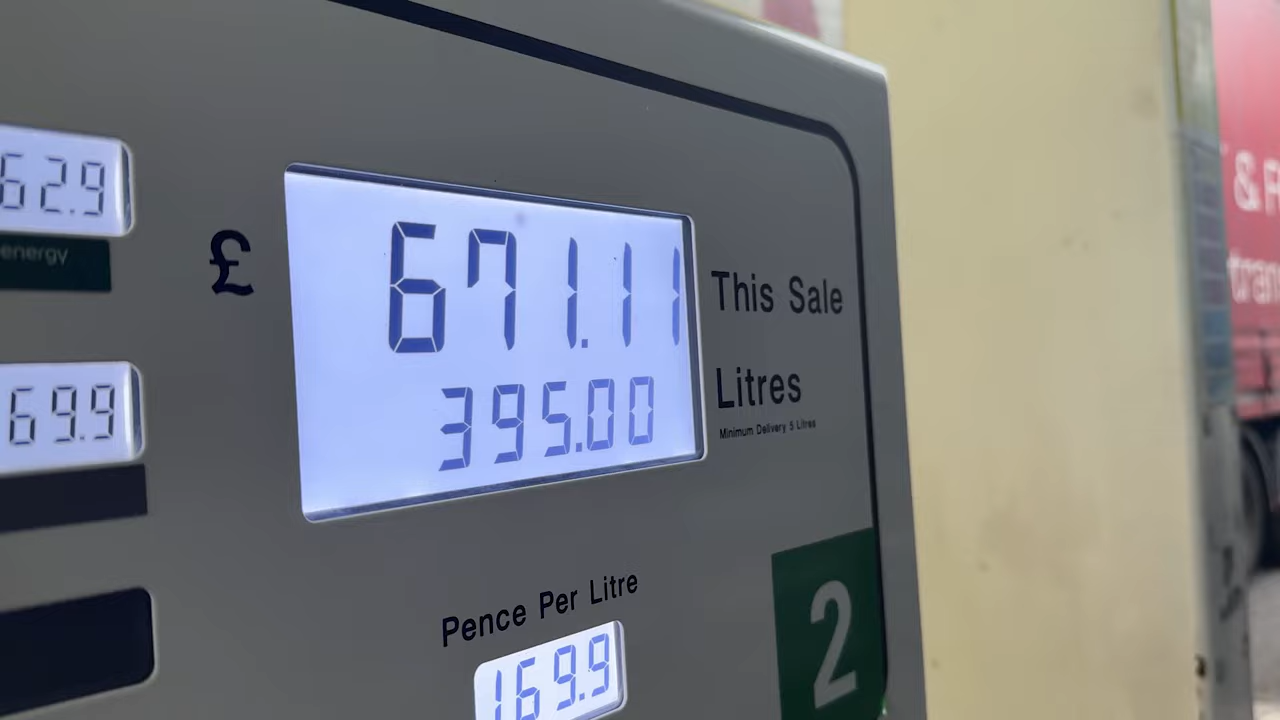 62.9
energy
69.9
£ 671.11 This Sale
395.00 Litres
Minimum Delivery 5 Litres
Pence Per Litre
169.9
2
& F
tran